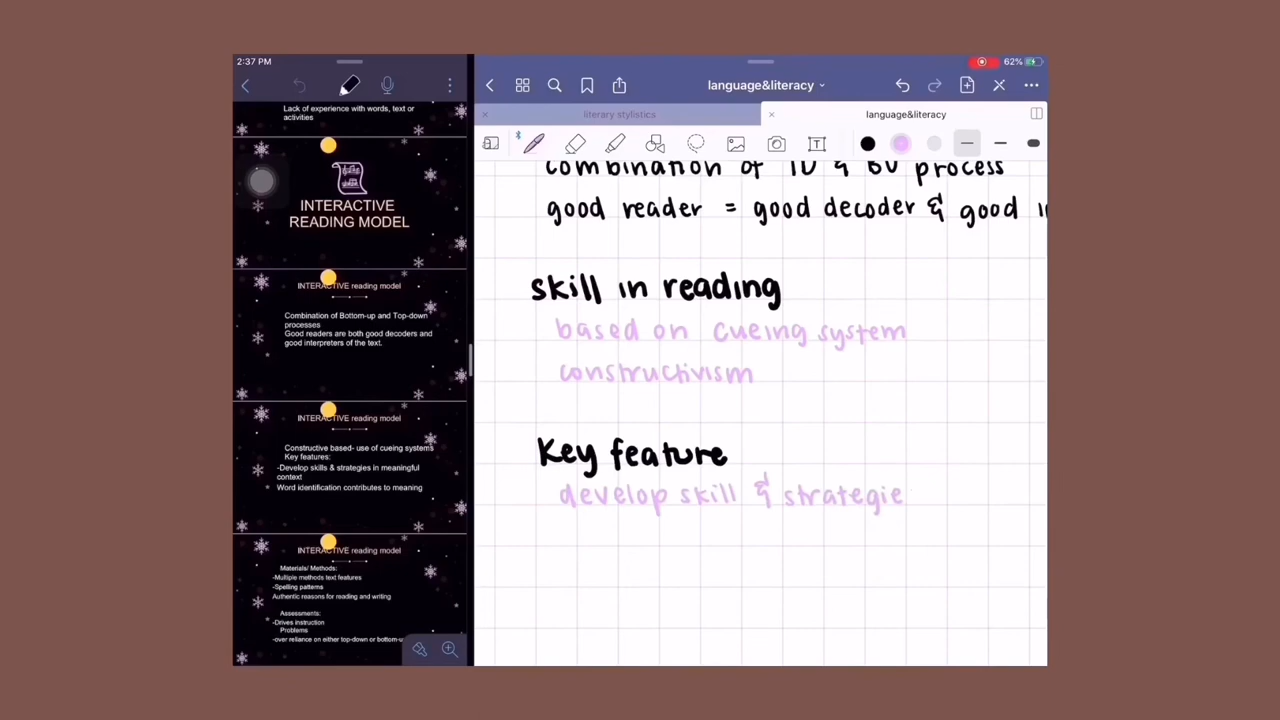 2:37 PM
62%
Lack of experience with words, text or
activities
INTERACTIVE
READING MODEL
INTERACTIVE reading model
Combination of Bottom-up and Top-down
processes
Good readers are both good decoders and
good interpreters of the text.
INTERACTIVE reading model
Constructive based- use of cueing systems
Key features:
-Develop skills & strategies in meaningful
context
Word identification contributes to meaning
INTERACTIVE reading model
Materials/ Methods:
-Multiple methods text features
-Spelling patterns
Authentic reasons for reading and writing
Assessments:
-Drives instruction
Problems
-over reliance on either top-down or bottom-u
language&literacy
literary stylistics
language&literacy
combination of TD & BU process
good reader = good decoder & good i
skill in reading
based on cueing system
constructivism
Key feature
develop skill & strategie